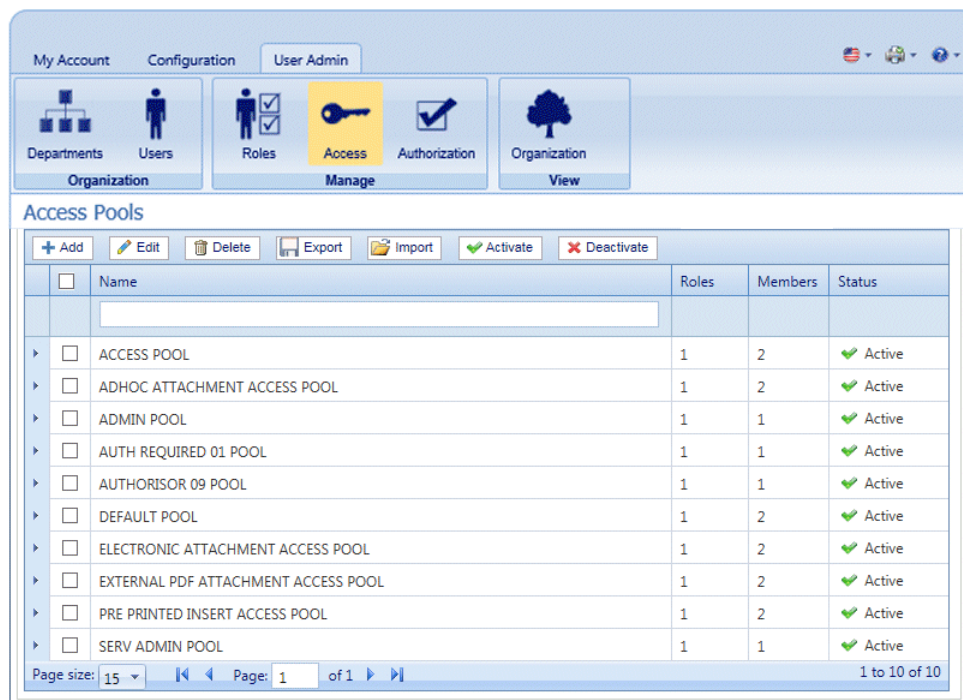 My Account Configuration User Admin
Departments Users Roles Access Authorization Organization
Organization Manage View
Access Pools
Add Edit Delete Export Import Activate Deactivate
Name Roles Members Status
ACCESS POOL 1 2 Active
ADHOC ATTACHMENT ACCESS POOL 1 2 Active
ADMIN POOL 1 1 Active
AUTH REQUIRED 01 POOL 1 1 Active
AUTHORISOR 09 POOL 1 1 Active
DEFAULT POOL 1 2 Active
ELECTRONIC ATTACHMENT ACCESS POOL 1 2 Active
EXTERNAL PDF ATTACHMENT ACCESS POOL 1 2 Active
PRE PRINTED INSERT ACCESS POOL 1 2 Active
SERV ADMIN POOL 1 1 Active
Page size: 15 Page: 1 of 1 1 to 10 of 10